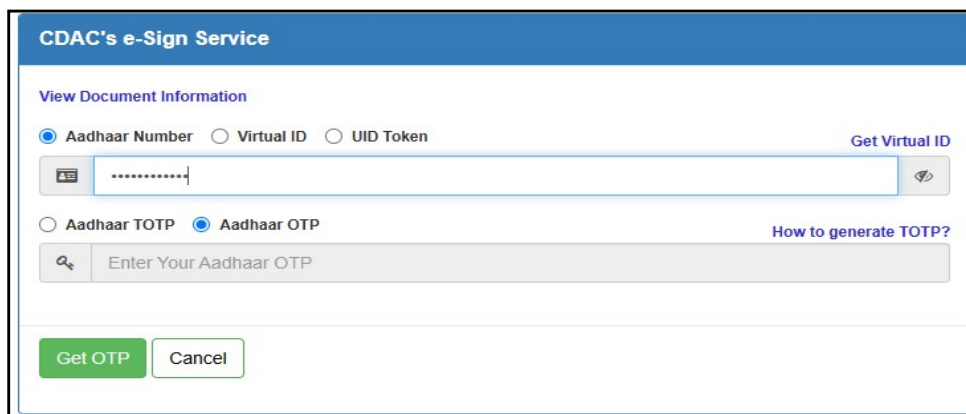 CDAC's e-Sign Service
View Document Information
Aadhaar Number Virtual ID UID Token
Get Virtual ID
••••••••••••
Aadhaar TOTP Aadhaar OTP
How to generate TOTP?
Enter Your Aadhaar OTP
Get OTP Cancel